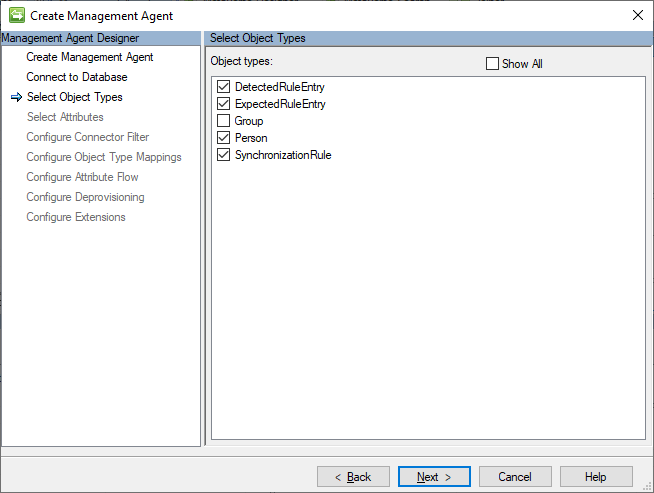 Create Management Agent
Management Agent Designer
Create Management Agent
Connect to Database
Select Object Types
Select Attributes
Configure Connector Filter
Configure Object Type Mappings
Configure Attribute Flow
Configure Deprovisioning
Configure Extensions
Select Object Types
Object types:
Show All
DetectedRuleEntry
ExpectedRuleEntry
Group
Person
SynchronizationRule
< Back
Next >
Cancel
Help